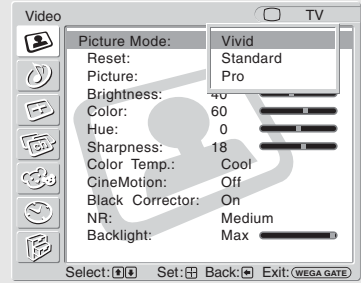 Video
TV
Picture Mode: Vivid
Reset: Standard
Picture: Pro
Brightness: 40
Color: 60
Hue: 0
Sharpness: 18
Color Temp.: Cool
CineMotion: Off
Black Corrector: On
NR: Medium
Backlight: Max
Select: Set: Back: Exit: WEGA GATE